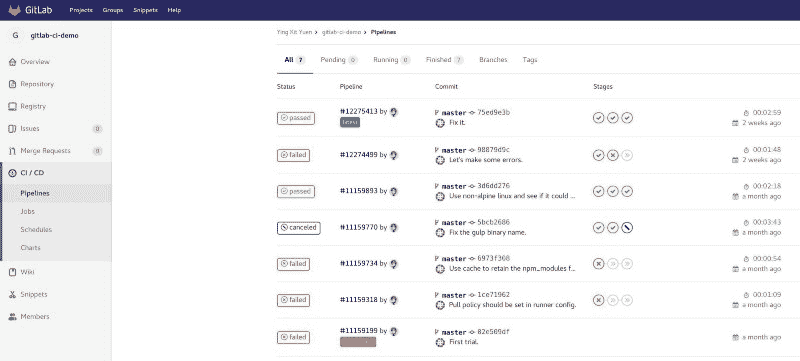 GitLab Projects Groups Snippets Help
G gitlab-ci-demo
Overview
Repository
Registry
Issues 0
Merge Requests 0
CI / CD
Pipelines
Jobs
Schedules
Charts
Wiki
Snippets
Members
Ying Kit Yuen > gitlab-ci-demo > Pipelines
All 7 Pending 0 Running 0 Finished 7 Branches Tags
Status Pipeline Commit Stages
passed #12275413 by master 75ed9e3b 00:02:59
latest Fix it. 2 weeks ago
failed #12274499 by master 98879d9c 00:01:48
Let's make some errors. 2 weeks ago
passed #11159893 by master 3d6dd276 00:02:18
Use non-alpine linux and see if it could ... a month ago
canceled #11159770 by master 5bcb2686 00:03:43
Fix the gulp binary name. a month ago
failed #11159734 by master 6973f368 00:00:54
Use cache to retain the npm_modules f... a month ago
failed #11159318 by master 1ce71962 00:01:09
Pull policy should be set in runner config. a month ago
failed #11159199 by master 82e509df
First trial. a month ago